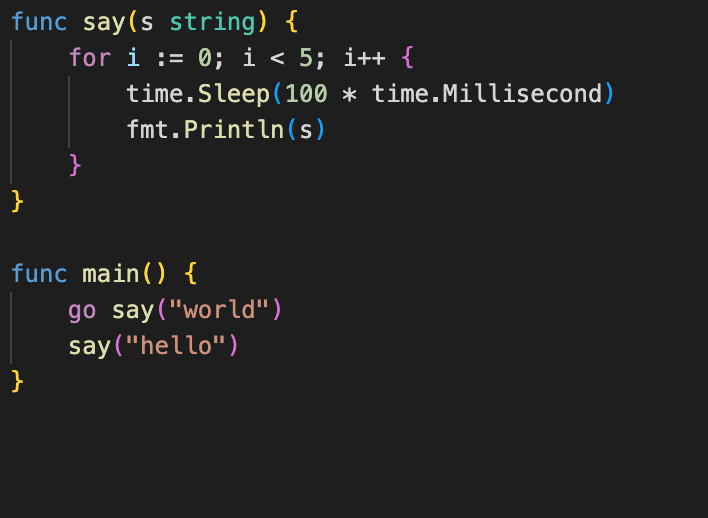 func say(s string) {
    for i := 0; i < 5; i++ {
        time.Sleep(100 * time.Millisecond)
        fmt.Println(s)
    }
}

func main() {
    go say("world")
    say("hello")
}